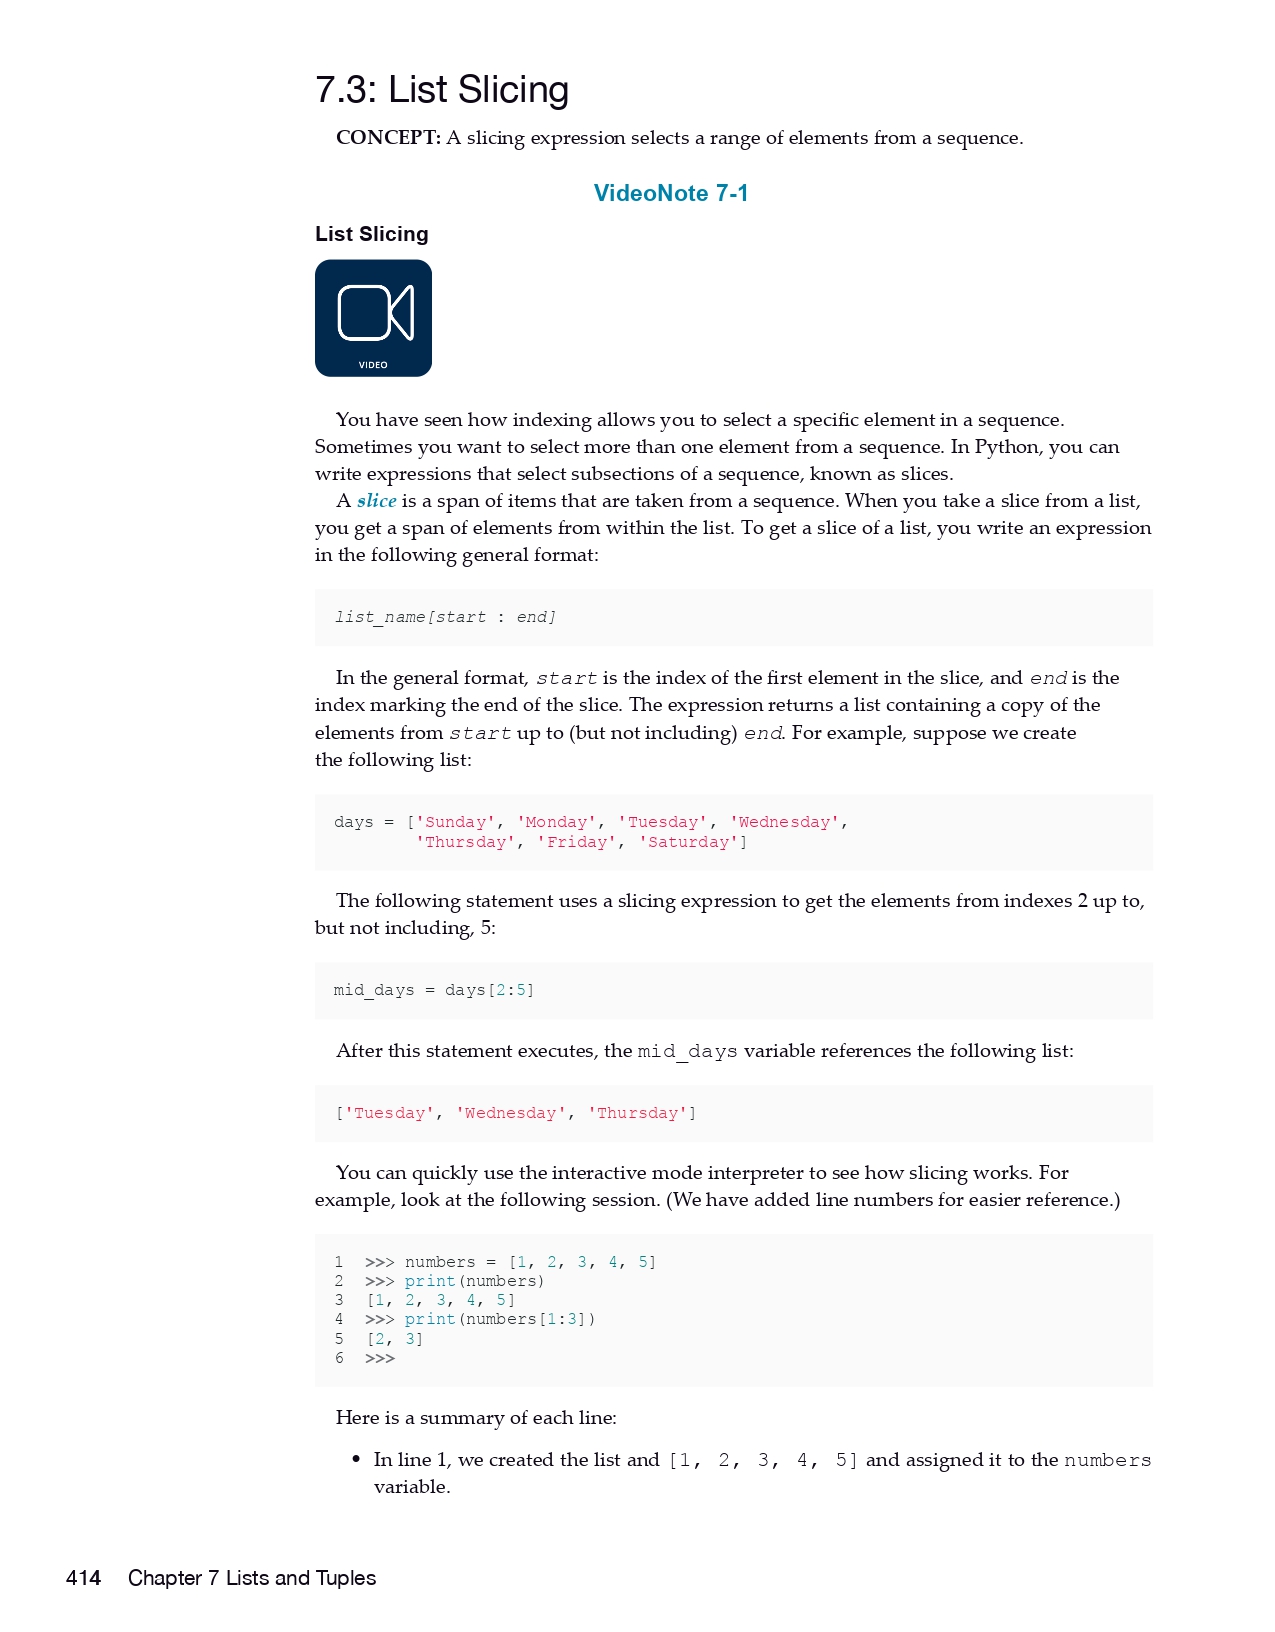 7.3: List Slicing
CONCEPT: A slicing expression selects a range of elements from a sequence.
VideoNote 7-1
List Slicing
VIDEO
You have seen how indexing allows you to select a specific element in a sequence.
Sometimes you want to select more than one element from a sequence. In Python, you can
write expressions that select subsections of a sequence, known as slices.
A slice is a span of items that are taken from a sequence. When you take a slice from a list,
you get a span of elements from within the list. To get a slice of a list, you write an expression
in the following general format:
list_name[start : end]
In the general format, start is the index of the first element in the slice, and end is the
index marking the end of the slice. The expression returns a list containing a copy of the
elements from start up to (but not including) end. For example, suppose we create
the following list:
days = ['Sunday', 'Monday', 'Tuesday', 'Wednesday',
'Thursday', 'Friday', 'Saturday']
The following statement uses a slicing expression to get the elements from indexes 2 up to,
but not including, 5:
mid_days = days[2:5]
After this statement executes, the mid_days variable references the following list:
['Tuesday', 'Wednesday', 'Thursday']
You can quickly use the interactive mode interpreter to see how slicing works. For
example, look at the following session. (We have added line numbers for easier reference.)
1 >>> numbers = [1, 2, 3, 4, 5]
2 >>> print(numbers)
3 [1, 2, 3, 4, 5]
4 >>> print(numbers[1:3])
5 [2, 3]
6 >>>
Here is a summary of each line:
• In line 1, we created the list and [1, 2, 3, 4, 5] and assigned it to the numbers
variable.
414 Chapter 7 Lists and Tuples